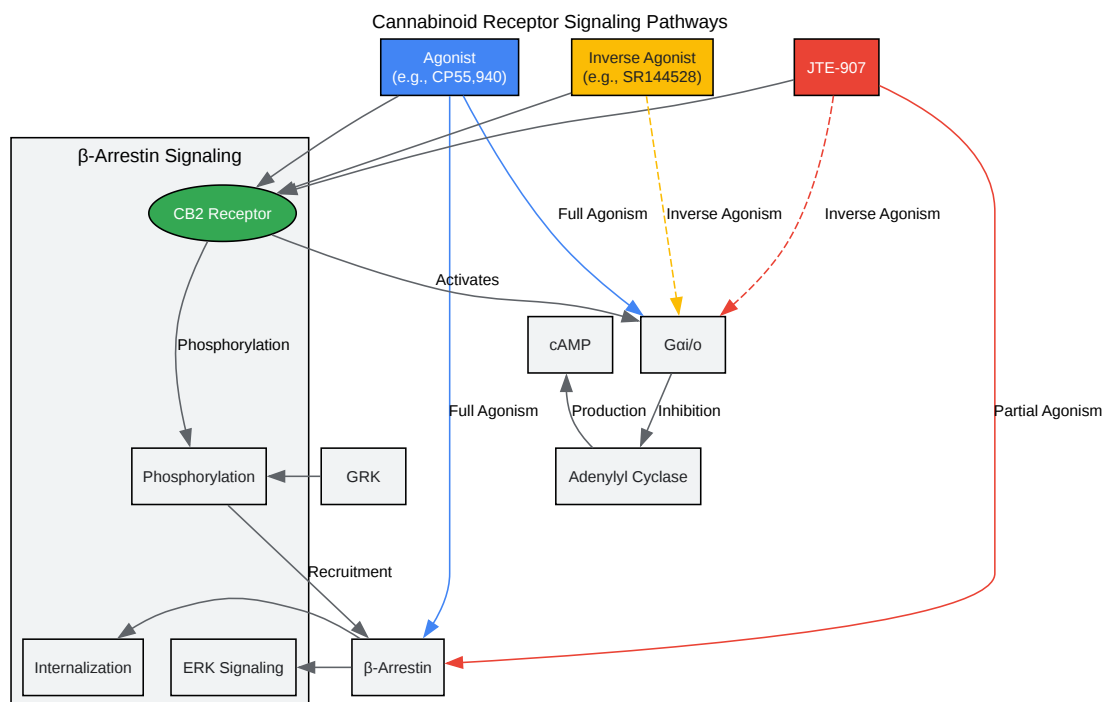 Cannabinoid Receptor Signaling Pathways
Agonist
(e.g., CP55,940)
Inverse Agonist
(e.g., SR144528)
JTE-907
β-Arrestin Signaling
CB2 Receptor
Full Agonism
Inverse Agonism
Inverse Agonism
Activates
Phosphorylation
cAMP
Gαi/o
Full Agonism
Production
Inhibition
Partial Agonism
Phosphorylation
GRK
Adenylyl Cyclase
Recruitment
Internalization
ERK Signaling
β-Arrestin